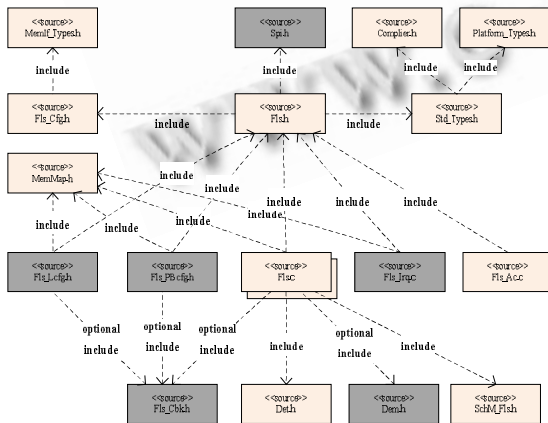 <<source>>
MemIf_Types.h
<<source>>
Spi.h
<<source>>
Complier.h
<<source>>
Platform_Types.h
include
include
include
include
<<source>>
Fls_Cfg.h
include
<<source>>
Fls.h
include
<<source>>
Std_Types.h
<<source>>
MemMap.h
include
include
include
include
include
include
include
include
include
<<source>>
Fls_Lcfg.h
<<source>>
Fls_PBcfg.h
<<source>>
Fls.c
<<source>>
Fls_Irq.c
<<source>>
Fls_Ac.c
optional
include
optional
include
optional
include
include
optional
include
include
<<source>>
Fls_Cbk.h
<<source>>
Det.h
<<source>>
Dem.h
<<source>>
SchM_Fls.h